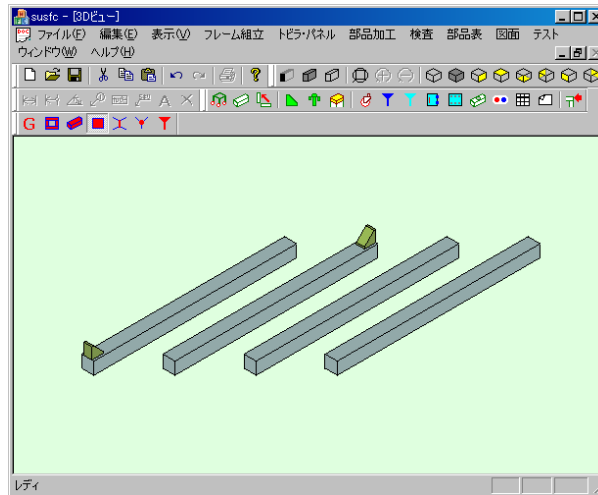 susfc - [3Dビュー]
ファイル(F) 編集(E) 表示(V) フレーム組立 トビラ・パネル 部品加工 検査 部品表 図面 テスト
ウィンドウ(W) ヘルプ(H)
G
レディ